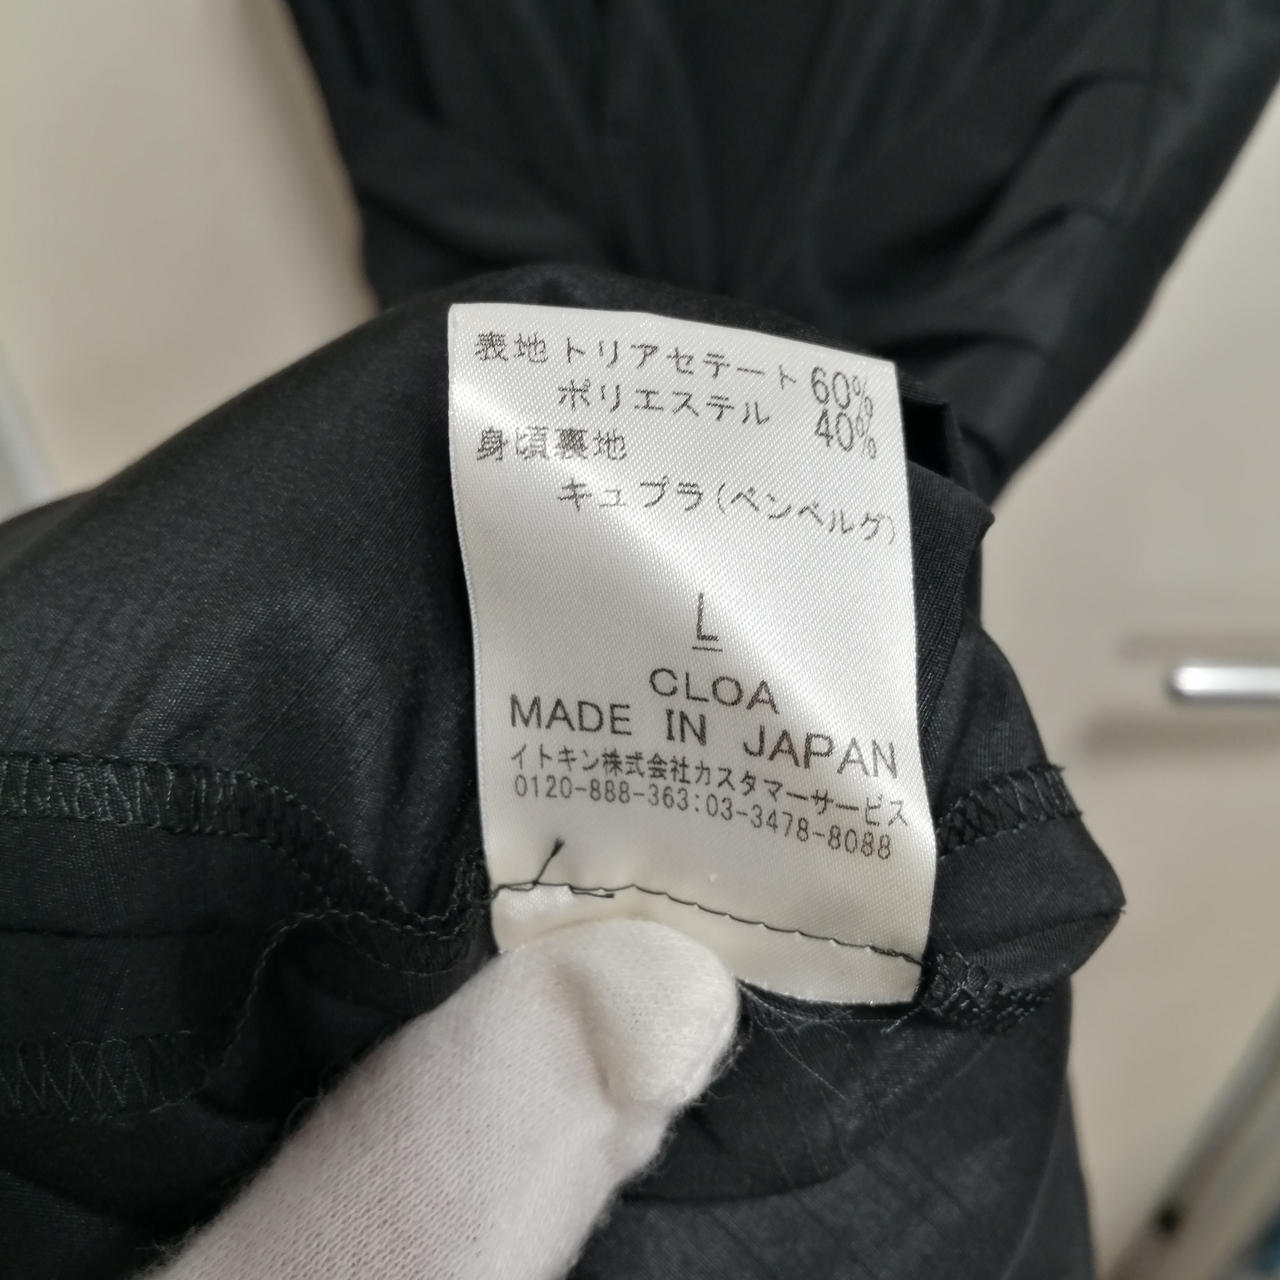 表地 トリアセテート 60%
ポリエステル 40%
身頃裏地
キュプラ(ベンベルグ)
L
CLOA
MADE IN JAPAN
イトキン株式会社カスタマーサービス
0120-888-363:03-3478-8088